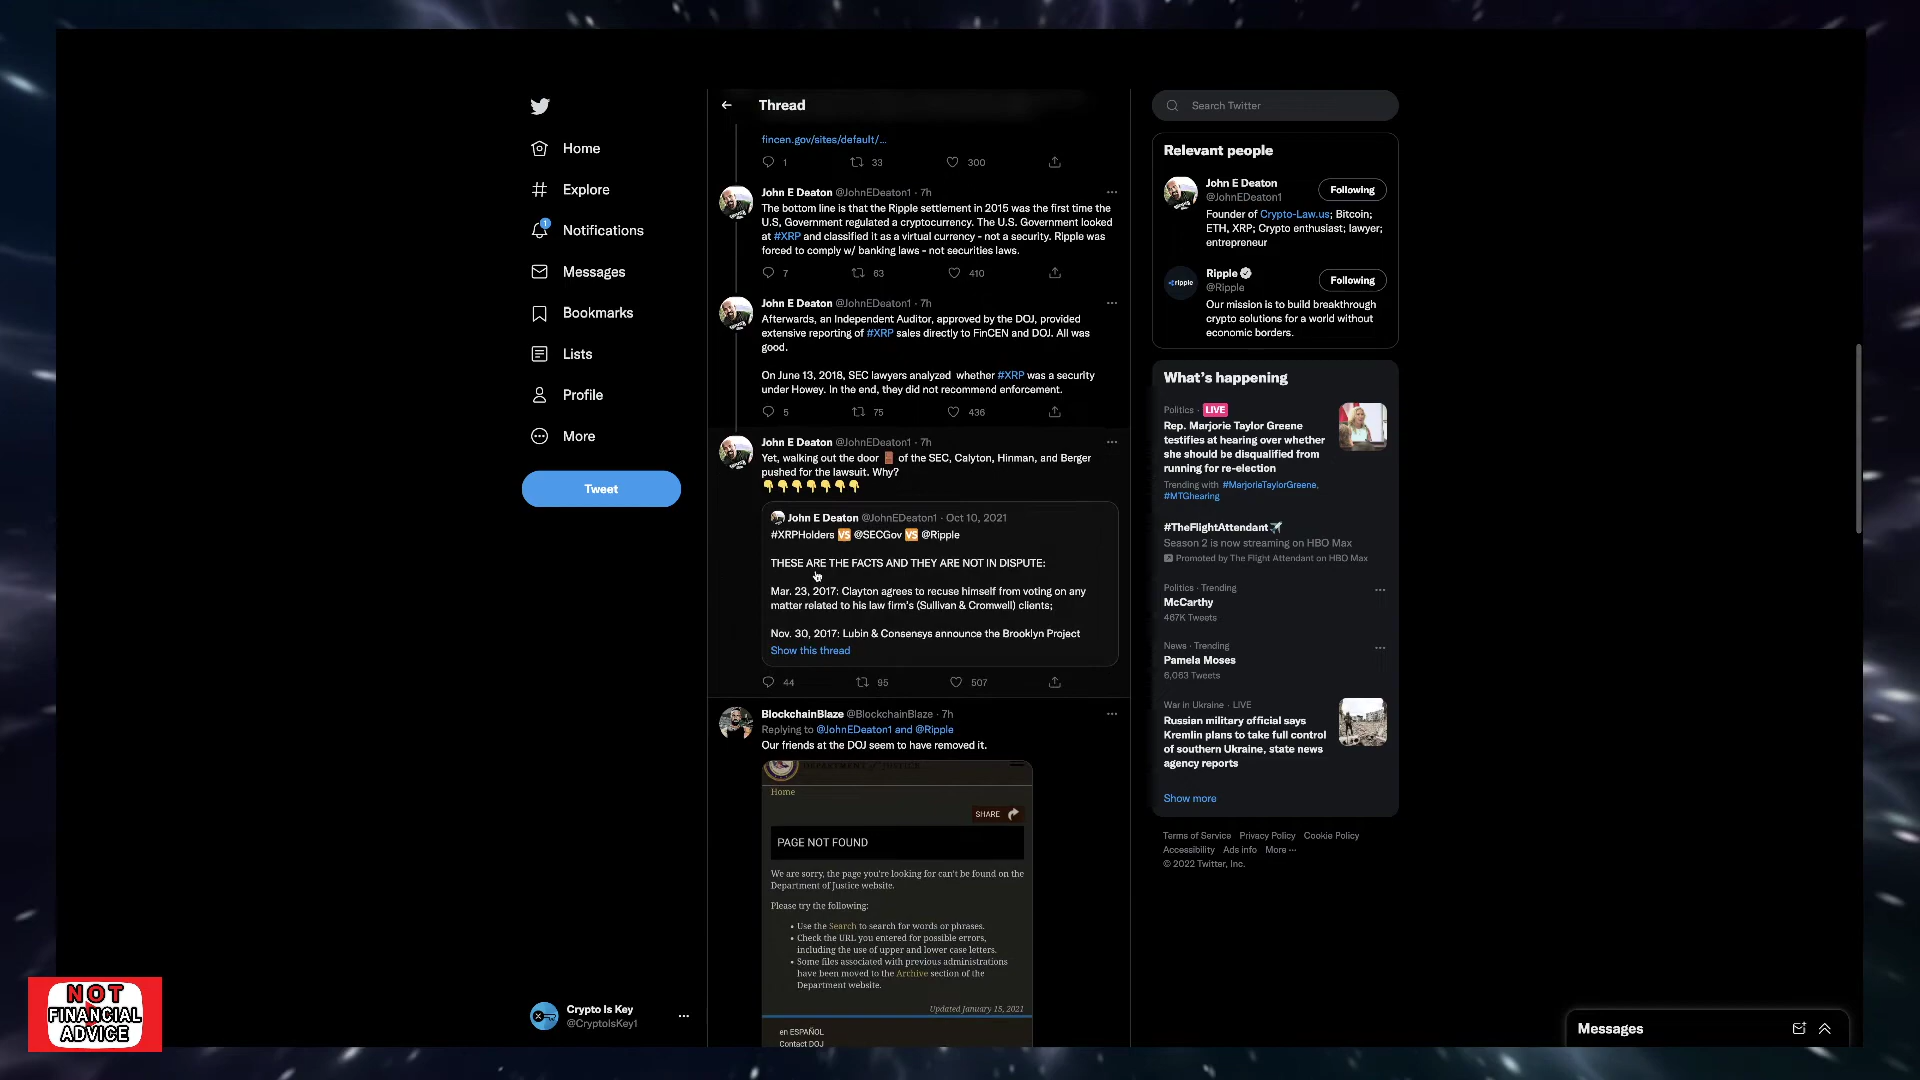 Home
Explore
1
Notifications
Messages
Bookmarks
Lists
Profile
More
Tweet
Crypto Is Key
@CryptoIsKey1
NOT
FINANCIAL
ADVICE
Thread
fincen.gov/sites/default/...
1 33 300
John E Deaton @JohnEDeaton1 · 7h
The bottom line is that the Ripple settlement in 2015 was the first time the
U.S, Government regulated a cryptocurrency. The U.S. Government looked
at #XRP and classified it as a virtual currency - not a security. Ripple was
forced to comply w/ banking laws - not securities laws.
7 63 410
John E Deaton @JohnEDeaton1 · 7h
Afterwards, an Independent Auditor, approved by the DOJ, provided
extensive reporting of #XRP sales directly to FinCEN and DOJ. All was
good.
On June 13, 2018, SEC lawyers analyzed whether #XRP was a security
under Howey. In the end, they did not recommend enforcement.
5 75 436
John E Deaton @JohnEDeaton1 · 7h
Yet, walking out the door 🚪 of the SEC, Calyton, Hinman, and Berger
pushed for the lawsuit. Why?
👇👇👇👇👇👇👇
John E Deaton @JohnEDeaton1 · Oct 10, 2021
#XRPHolders 🆚 @SECGov 🆚 @Ripple
THESE ARE THE FACTS AND THEY ARE NOT IN DISPUTE:
Mar. 23, 2017: Clayton agrees to recuse himself from voting on any
matter related to his law firm's (Sullivan & Cromwell) clients;
Nov. 30, 2017: Lubin & Consensys announce the Brooklyn Project
Show this thread
44 95 507
BlockchainBlaze @BlockchainBlaze · 7h
Replying to @JohnEDeaton1 and @Ripple
Our friends at the DOJ seem to have removed it.
DEPARTMENT of JUSTICE
Home
SHARE
PAGE NOT FOUND
We are sorry, the page you're looking for can't be found on the
Department of Justice website.
Please try the following:
• Use the Search to search for words or phrases.
• Check the URL you entered for possible errors,
including the use of upper and lower case letters.
• Some files associated with previous administrations
have been moved to the Archive section of the
Department website.
Updated January 15, 2021
en ESPAÑOL
Contact DOJ
Search Twitter
Relevant people
John E Deaton
@JohnEDeaton1
Following
Founder of Crypto-Law.us; Bitcoin;
ETH, XRP; Crypto enthusiast; lawyer;
entrepreneur
ripple
Ripple
@Ripple
Following
Our mission is to build breakthrough
crypto solutions for a world without
economic borders.
What's happening
Politics · LIVE
Rep. Marjorie Taylor Greene
testifies at hearing over whether
she should be disqualified from
running for re-election
Trending with #MarjorieTaylorGreene,
#MTGhearing
#TheFlightAttendant
Season 2 is now streaming on HBO Max
Promoted by The Flight Attendant on HBO Max
Politics · Trending
McCarthy
467K Tweets
News · Trending
Pamela Moses
6,063 Tweets
War in Ukraine · LIVE
Russian military official says
Kremlin plans to take full control
of southern Ukraine, state news
agency reports
Show more
Terms of Service Privacy Policy Cookie Policy
Accessibility Ads info More ...
© 2022 Twitter, Inc.
Messages